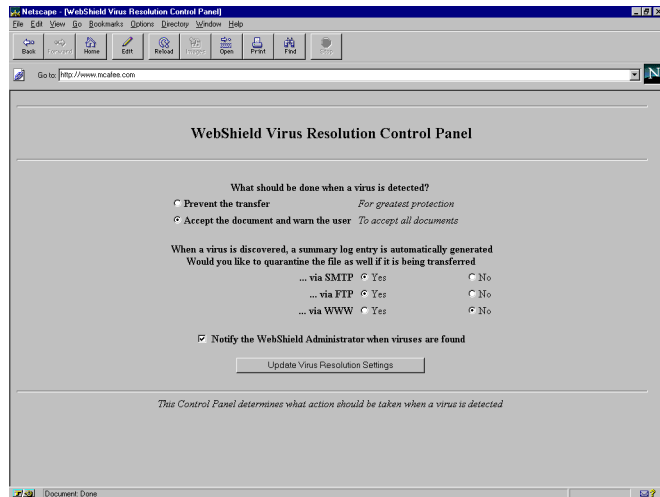 Netscape - [WebShield Virus Resolution Control Panel]
File Edit View Go Bookmarks Options Directory Window Help
Back Forward Home Edit Reload Images Open Print Find Stop
Go to: http://www.mcafee.com
N
WebShield Virus Resolution Control Panel
What should be done when a virus is detected?
Prevent the transfer For greatest protection
Accept the document and warn the user To accept all documents
When a virus is discovered, a summary log entry is automatically generated
Would you like to quarantine the file as well if it is being transferred
... via SMTP Yes No
... via FTP Yes No
... via WWW Yes No
Notify the WebShield Administrator when viruses are found
Update Virus Resolution Settings
This Control Panel determines what action should be taken when a virus is detected
Document: Done